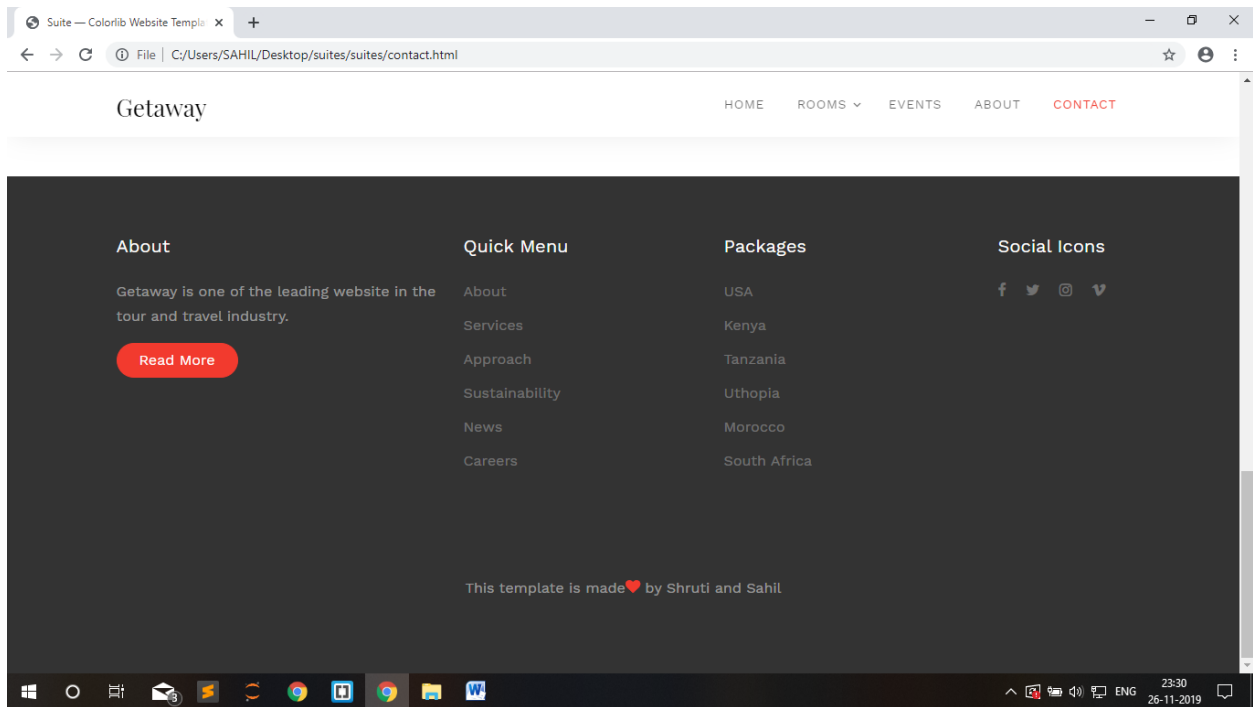 Suite — Colorlib Website Templa
File | C:/Users/SAHIL/Desktop/suites/suites/contact.html
Getaway
HOME ROOMS EVENTS ABOUT CONTACT
About
Getaway is one of the leading website in the
tour and travel industry.
Read More
Quick Menu
About
Services
Approach
Sustainability
News
Careers
Packages
USA
Kenya
Tanzania
Uthopia
Morocco
South Africa
Social Icons
This template is made by Shruti and Sahil
3
ENG
23:30
26-11-2019